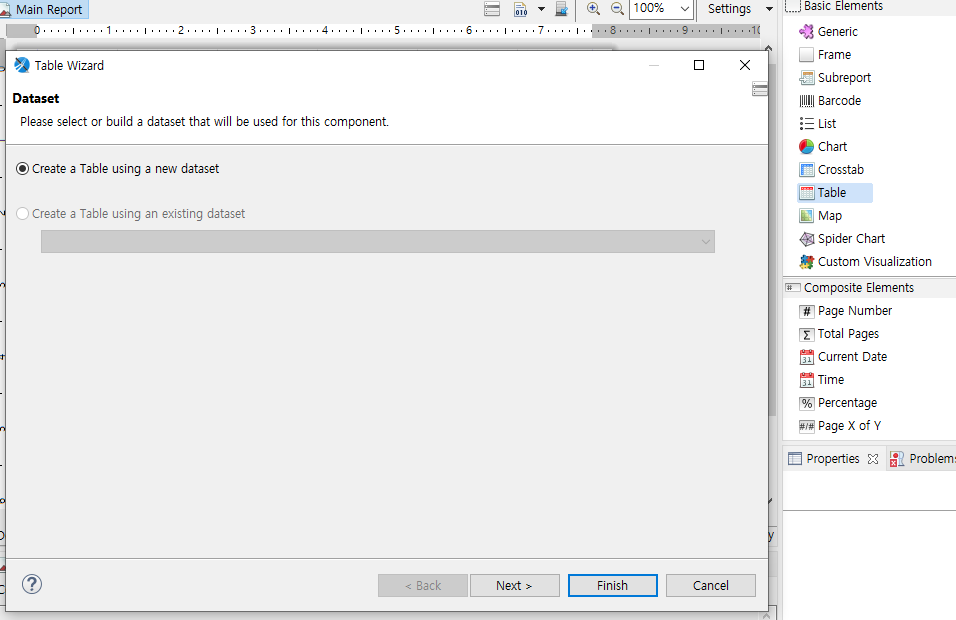 Main Report
100%
Settings
0 1 2 3 4 5 6 7 8 9 10
Table Wizard
Dataset
Please select or build a dataset that will be used for this component.
Create a Table using a new dataset
Create a Table using an existing dataset
?
< Back
Next >
Finish
Cancel
Basic Elements
Generic
Frame
Subreport
Barcode
List
Chart
Crosstab
Table
Map
Spider Chart
Custom Visualization
# Composite Elements
# Page Number
Σ Total Pages
31 Current Date
31 Time
% Percentage
#/# Page X of Y
Properties
Problems